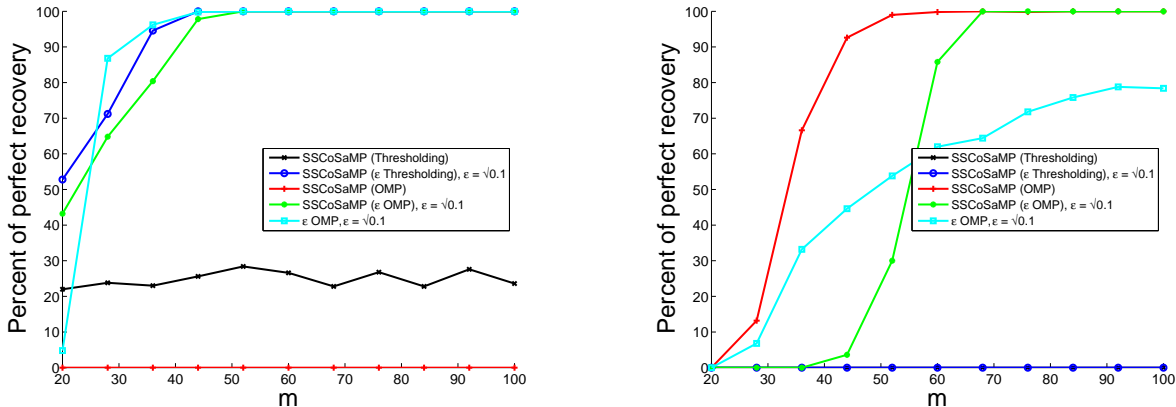 Percent of perfect recovery
100
90
80
70
60
50
40
30
20
10
0
SSCoSaMP (Thresholding)
SSCoSaMP (ε Thresholding), ε = √0.1
SSCoSaMP (OMP)
SSCoSaMP (ε OMP), ε = √0.1
ε OMP, ε = √0.1
20 30 40 50 60 70 80 90 100
m
Percent of perfect recovery
100
90
80
70
60
50
40
30
20
10
0
SSCoSaMP (Thresholding)
SSCoSaMP (ε Thresholding), ε = √0.1
SSCoSaMP (OMP)
SSCoSaMP (ε OMP), ε = √0.1
ε OMP, ε = √0.1
20 30 40 50 60 70 80 90 100
m